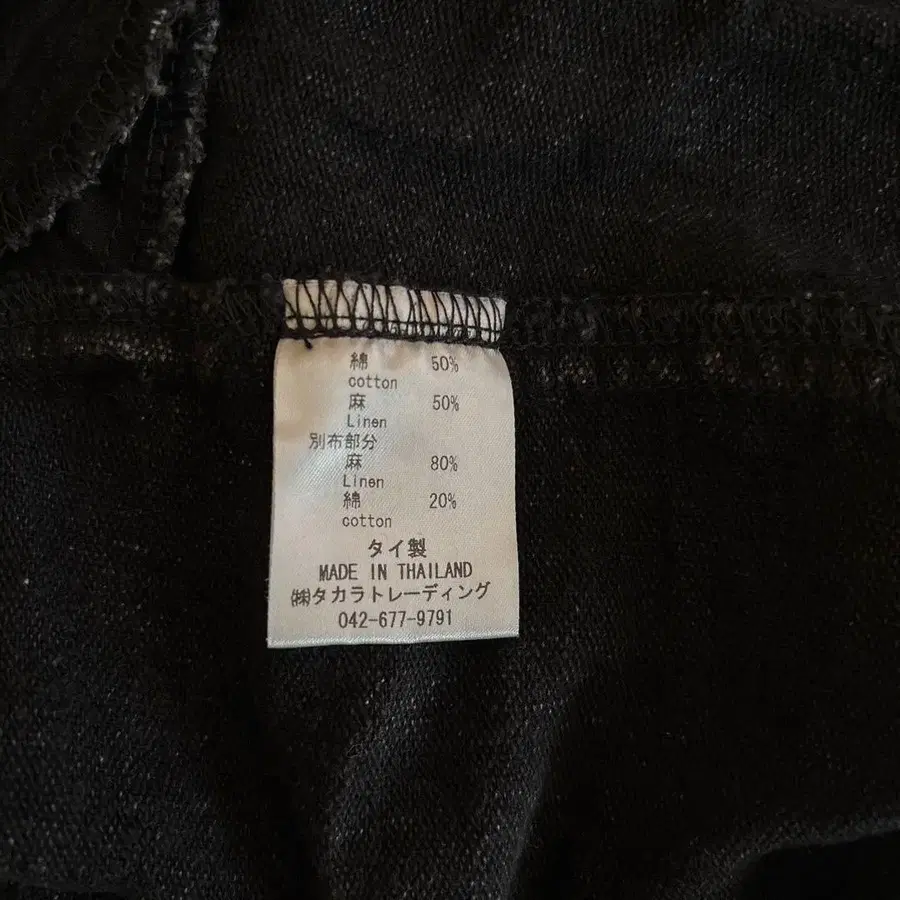 綿 50%
cotton
麻 50%
Linen
別布部分
麻 80%
Linen
綿 20%
cotton
タイ製
MADE IN THAILAND
㈱タカラトレーディング
042-677-9791